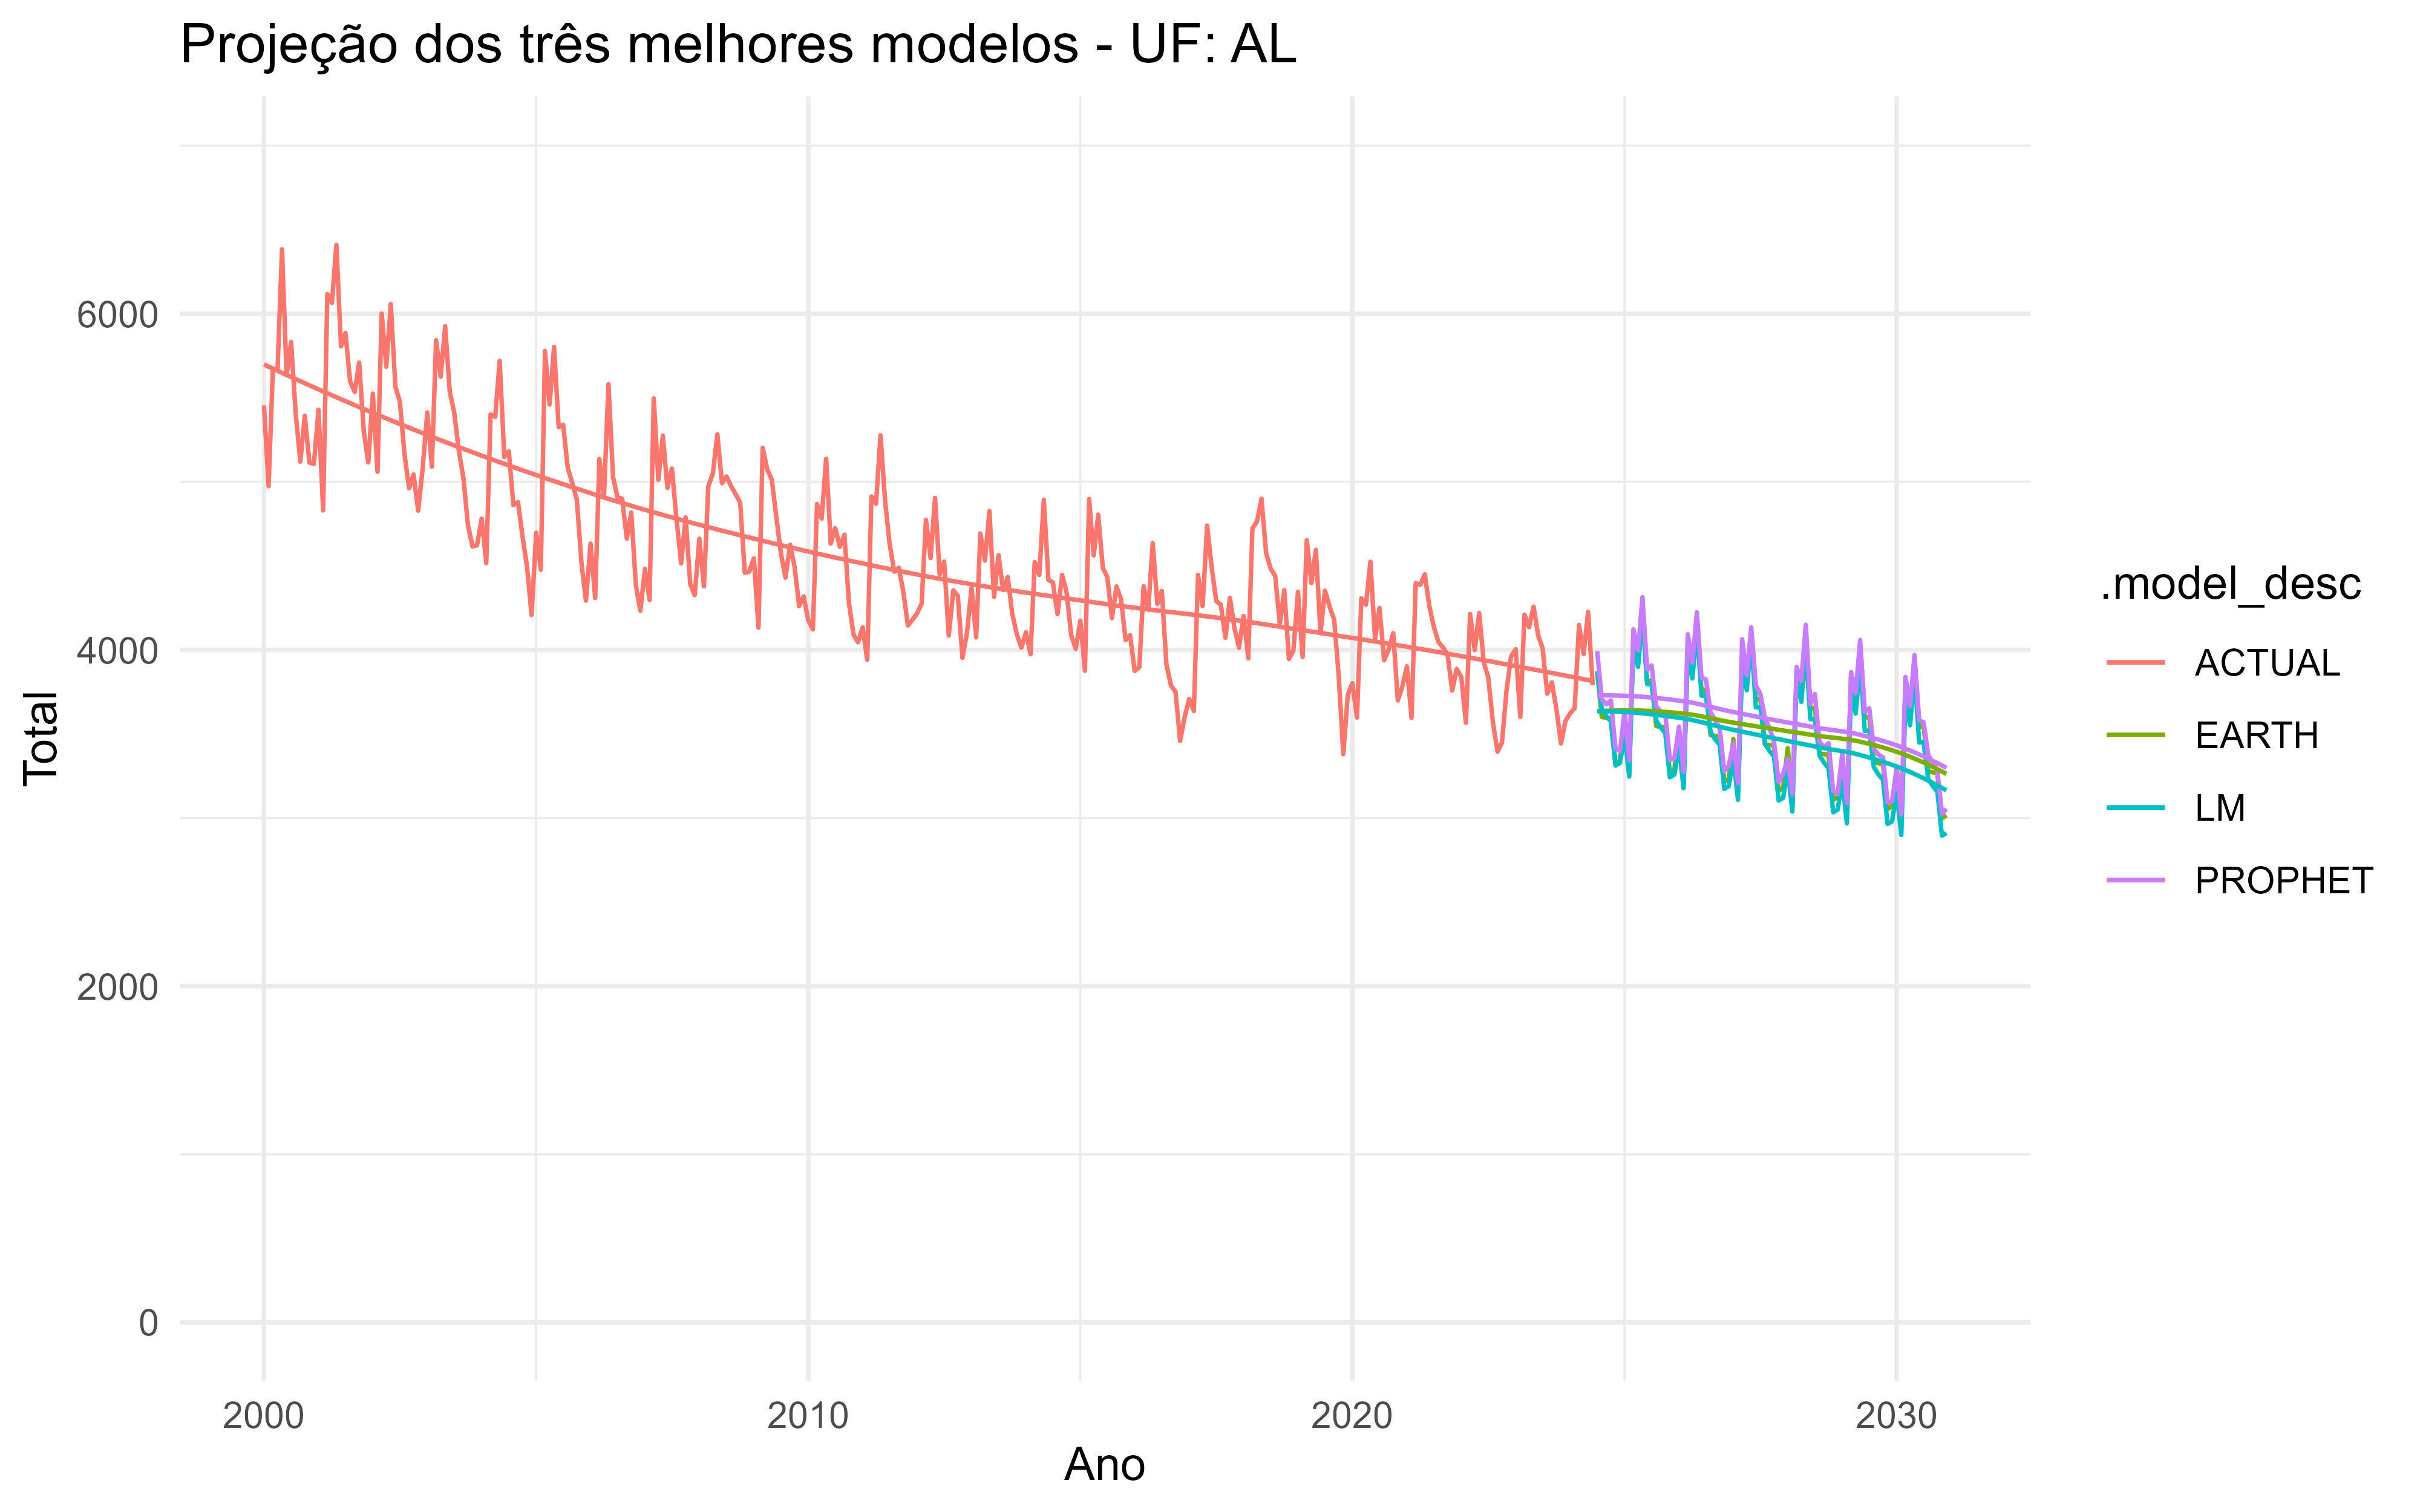 Projeção dos três melhores modelos - UF: AL
Total
6000
4000
2000
0
2000
2010
2020
2030
Ano
.model_desc
ACTUAL
EARTH
LM
PROPHET